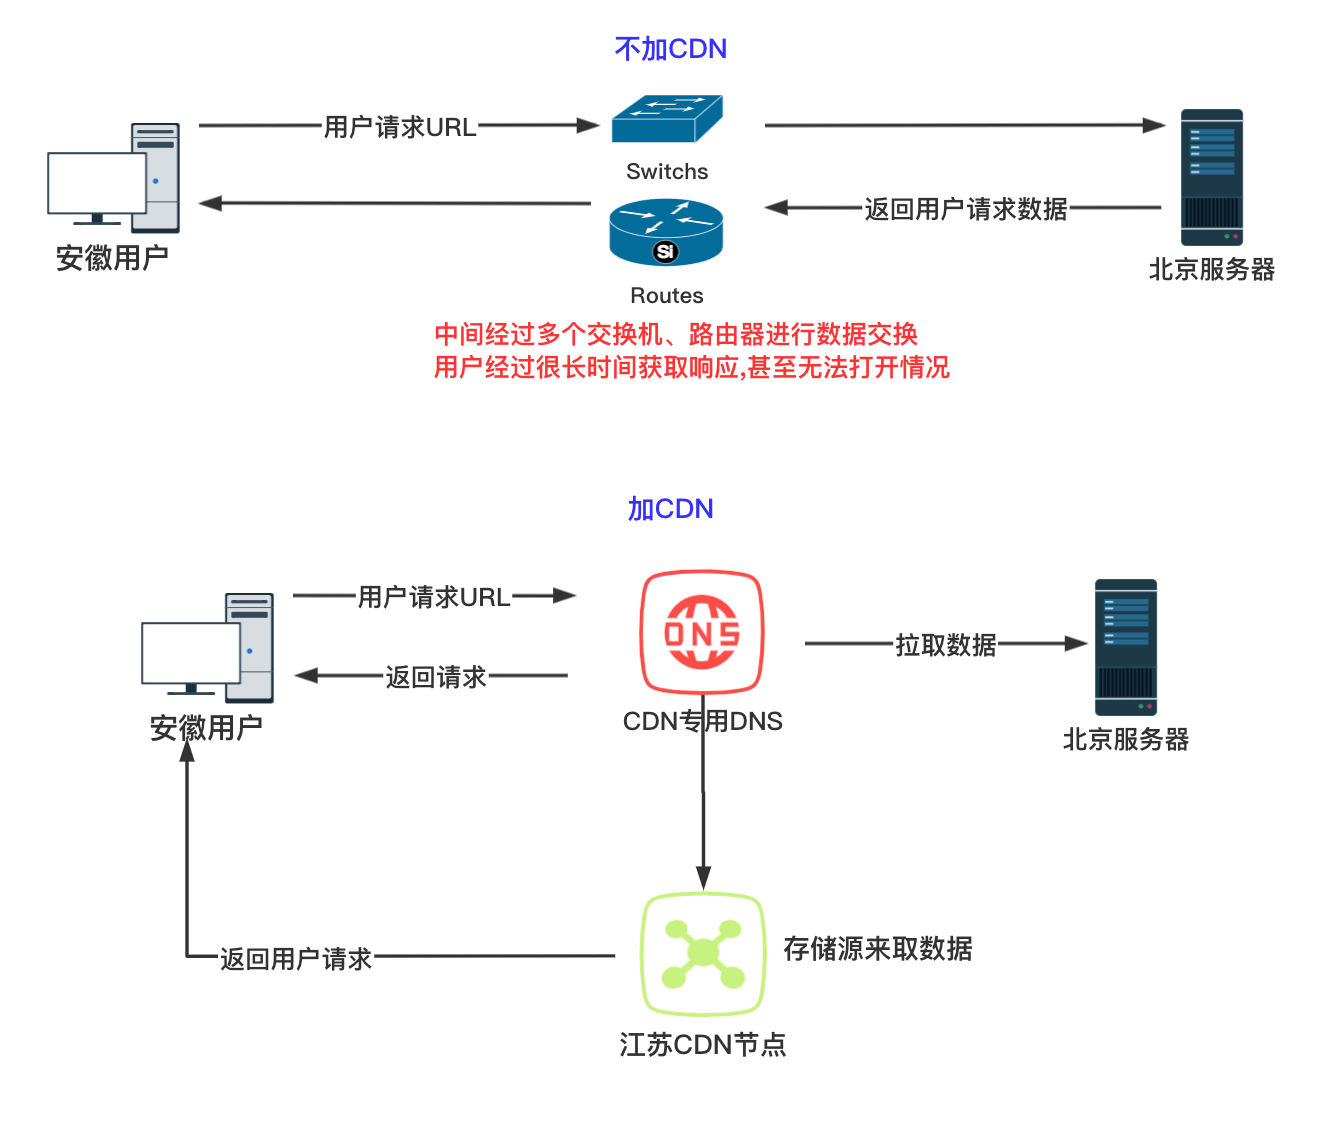 不加CDN
用户请求URL
Switchs
返回用户请求数据
Si
安徽用户
北京服务器
Routes
中间经过多个交换机、路由器进行数据交换
用户经过很长时间获取响应,甚至无法打开情况
加CDN
用户请求URL
DNS
拉取数据
返回请求
安徽用户
CDN专用DNS
北京服务器
返回用户请求
存储源来取数据
江苏CDN节点